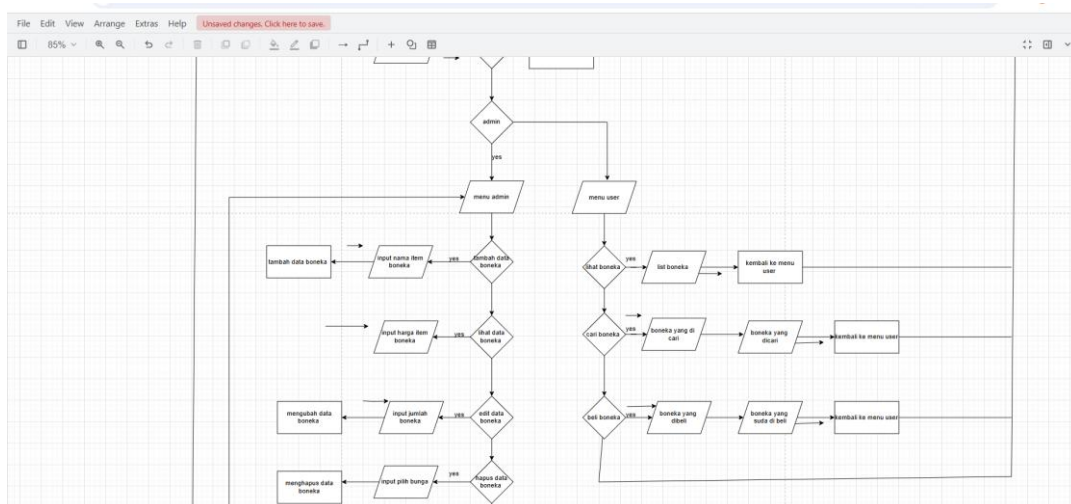 File Edit View Arrange Extras Help Unsaved changes. Click here to save.
85%
admin
yes
menu admin
menu user
tambah data boneka
input nama item
boneka
yes
tambah data
boneka
lihat boneka
yes
list boneka
kembali ke menu
user
input harga item
boneka
yes
lihat data
boneka
cari boneka
yes
boneka yang di
cari
boneka yang
dicari
kembali ke menu user
mengubah data
boneka
input jumlah
boneka
yes
edit data
boneka
beli boneka
yes
boneka yang
dibeli
boneka yang
suda di beli
kembali ke menu user
menghapus data
boneka
input pilih bunga
yes
hapus data
boneka